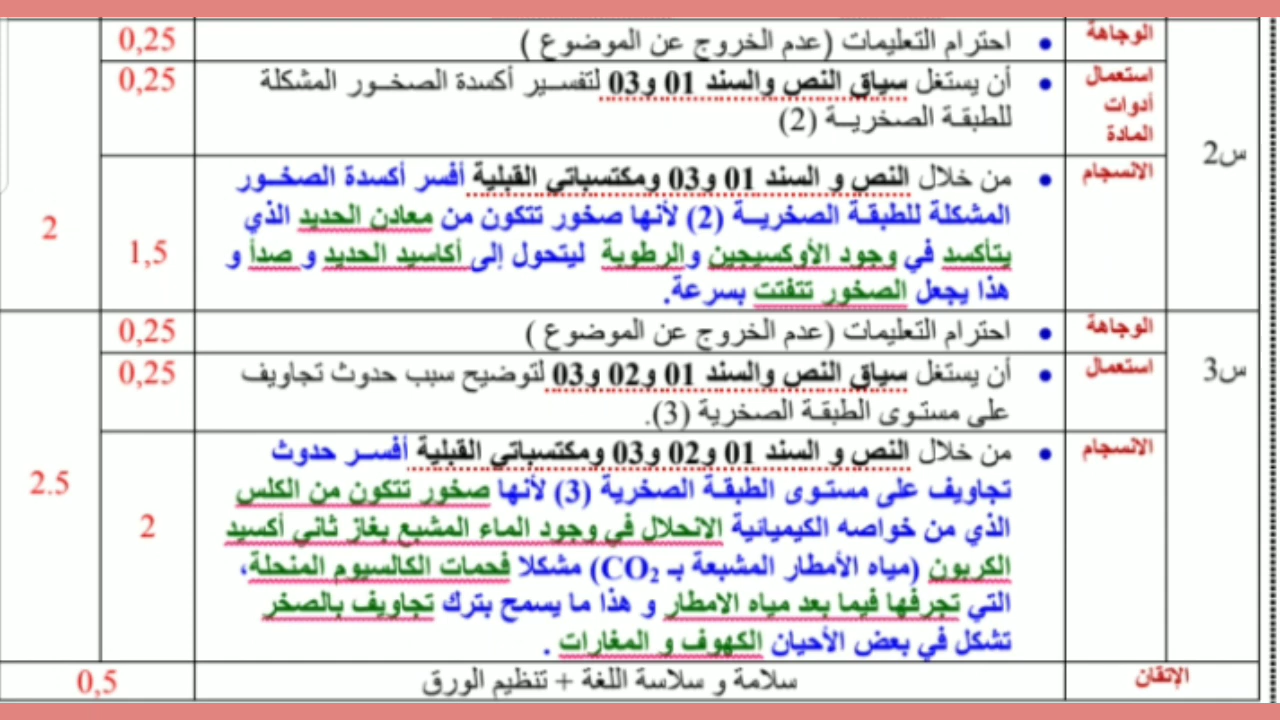 الوجاهة
احترام التعليمات (عدم الخروج عن الموضوع )
0,25
س2
استعمال أدوات المادة
أن يستغل سياق النص والسند 01 و03 لتفسير أكسدة الصخور المشكلة
للطبقة الصخرية (2)
0,25
الانسجام
من خلال النص و السند 01 و03 ومكتسباتي القبلية أفسر أكسدة الصخور
المشكلة للطبقة الصخرية (2) لأنها صخور تتكون من معادن الحديد الذي
يتأكسد في وجود الأوكسيجين والرطوبة ليتحول إلى أكاسيد الحديد و صدأ و
هذا يجعل الصخور تتفتت بسرعة.
1,5
2
الوجاهة
احترام التعليمات (عدم الخروج عن الموضوع )
0,25
س3
استعمال
أن يستغل سياق النص والسند 01 و02 و03 لتوضيح سبب حدوث تجاويف
على مستوى الطبقة الصخرية (3).
0,25
الانسجام
من خلال النص و السند 01 و02 و03 ومكتسباتي القبلية أفسر حدوث
تجاويف على مستوى الطبقة الصخرية (3) لأنها صخور تتكون من الكلس
الذي من خواصه الكيميائية الانحلال في وجود الماء المشبع بغاز ثاني أكسيد
الكربون (مياه الأمطار المشبعة بـ CO₂) مشكلا فحمات الكالسيوم المنحلة،
التي تجرفها فيما بعد مياه الامطار و هذا ما يسمح بترك تجاويف بالصخر
تشكل في بعض الأحيان الكهوف و المغارات .
2
2.5
الإتقان
سلامة و سلاسة اللغة + تنظيم الورق
0,5